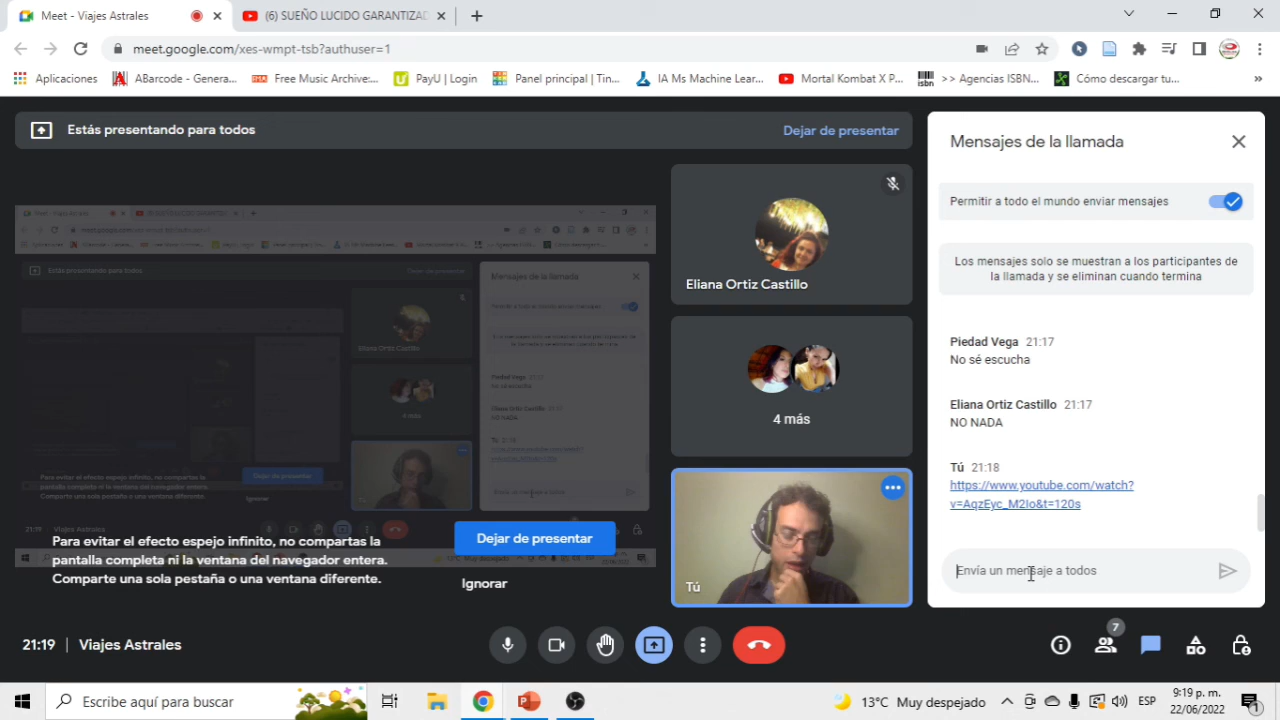 Meet - Viajes Astrales
(6) SUEÑO LUCIDO GARANTIZAD
meet.google.com/xes-wmpt-tsb?authuser=1
Aplicaciones
ABarcode - Genera...
Free Music Archive:...
PayU | Login
Panel principal | Tin...
IA Ms Machine Lear...
Mortal Kombat X P...
>> Agencias ISBN...
Cómo descargar tu...
»
Estás presentando para todos
Dejar de presentar
Eliana Ortiz Castillo
4 más
Tú
Para evitar el efecto espejo infinito, no compartas la
pantalla completa ni la ventana del navegador entera.
Comparte una sola pestaña o una ventana diferente.
Dejar de presentar
Ignorar
Mensajes de la llamada
Permitir a todo el mundo enviar mensajes
Los mensajes solo se muestran a los participantes de
la llamada y se eliminan cuando termina
Piedad Vega 21:17
No sé escucha
Eliana Ortiz Castillo 21:17
NO NADA
Tú 21:18
https://www.youtube.com/watch?
v=AqzEyc_M2Io&t=120s
Envía un mensaje a todos
21:19 | Viajes Astrales
7
Escribe aquí para buscar
13°C Muy despejado
ESP
9:19 p. m.
22/06/2022
1